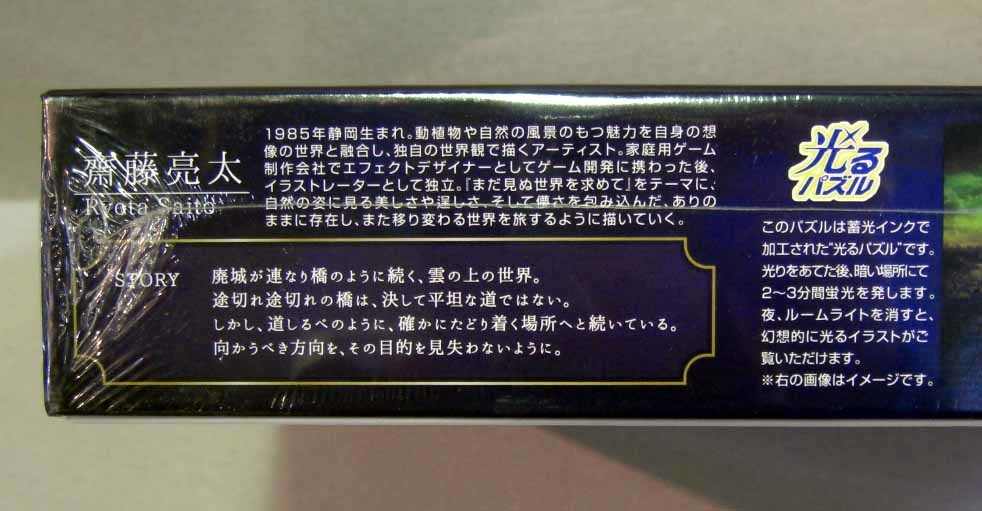 齋藤亮太
Ryota Saito
1985年静岡生まれ。動植物や自然の風景のもつ魅力を自身の想
像の世界と融合し、独自の世界観で描くアーティスト。家庭用ゲーム
制作会社でエフェクトデザイナーとしてゲーム開発に携わった後、
イラストレーターとして独立。『まだ見ぬ世界を求めて』をテーマに、
自然の姿に見る美しさや逞しさ、そして儚さを包み込んだ、ありの
ままに存在し、また移り変わる世界を旅するように描いていく。
STORY
廃城が連なり橋のように続く、雲の上の世界。
途切れ途切れの橋は、決して平坦な道ではない。
しかし、道しるべのように、確かにたどり着く場所へと続いている。
向かうべき方向を、その目的を見失わないように。
光る
パズル
このパズルは蓄光インクで
加工された“光るパズル”です。
光りをあてた後、暗い場所にて
2〜3分間蛍光を発します。
夜、ルームライトを消すと、
幻想的に光るイラストがご
覧いただけます。
※右の画像はイメージです。